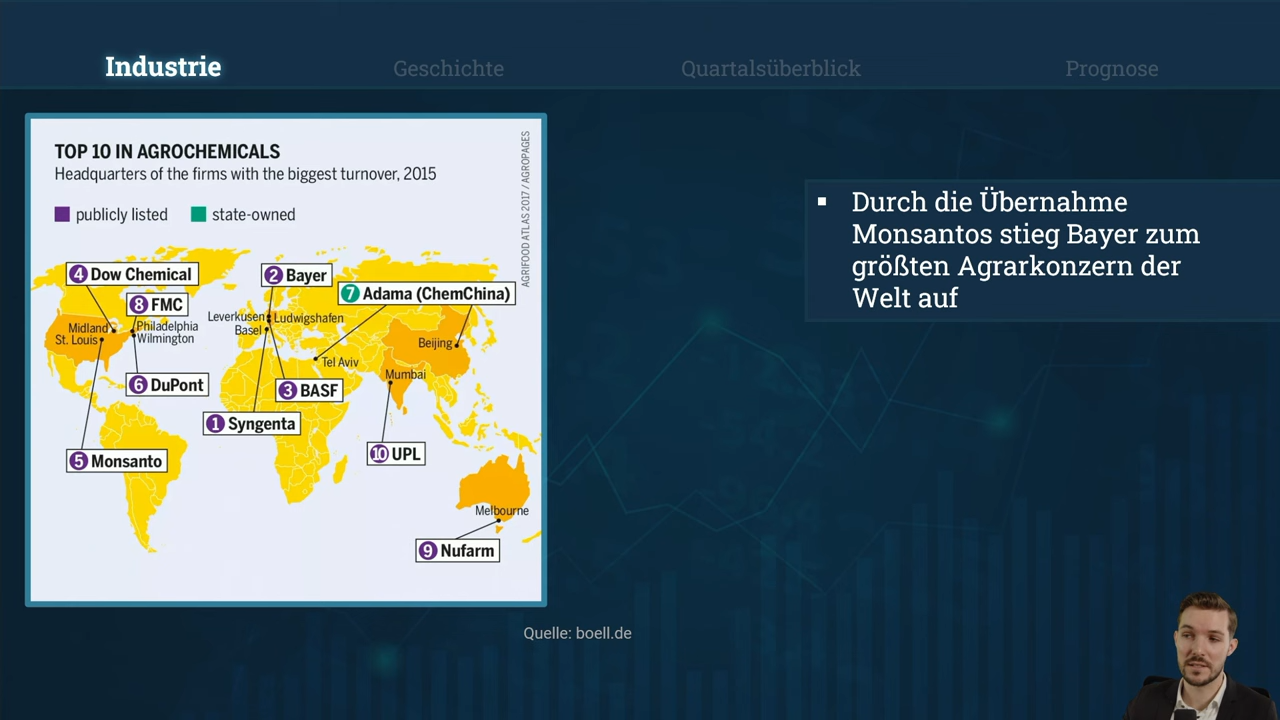 Industrie
Geschichte
Quartalsüberblick
Prognose
TOP 10 IN AGROCHEMICALS
Headquarters of the firms with the biggest turnover, 2015
publicly listed
state-owned
AGRIFOOD ATLAS 2017 / AGROPAGES
4 Dow Chemical
2 Bayer
7 Adama (ChemChina)
8 FMC
Leverkusen
Ludwigshafen
Midland
Philadelphia
Basel
St. Louis
Wilmington
Beijing
Tel Aviv
Mumbai
6 DuPont
3 BASF
1 Syngenta
10 UPL
5 Monsanto
Melbourne
9 Nufarm
Durch die Übernahme
Monsantos stieg Bayer zum
größten Agrarkonzern der
Welt auf
Quelle: boell.de